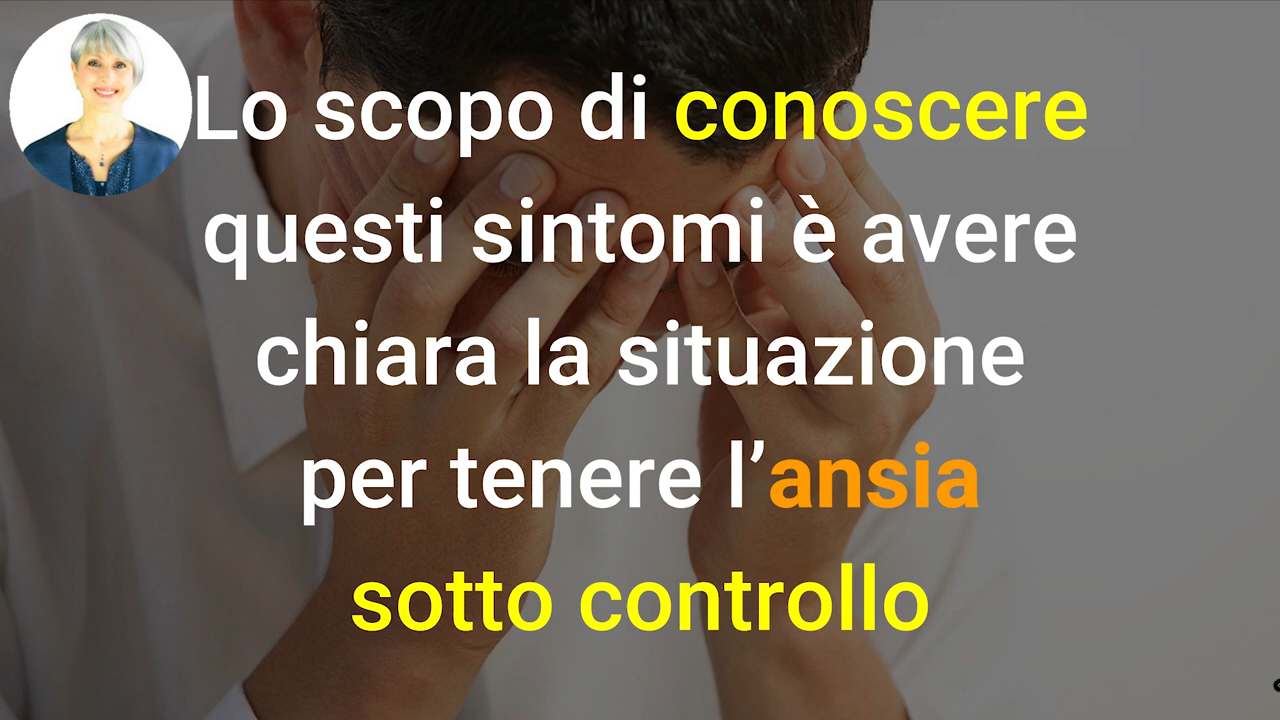 Lo scopo di conoscere
questi sintomi è avere
chiara la situazione
per tenere l’ansia
sotto controllo